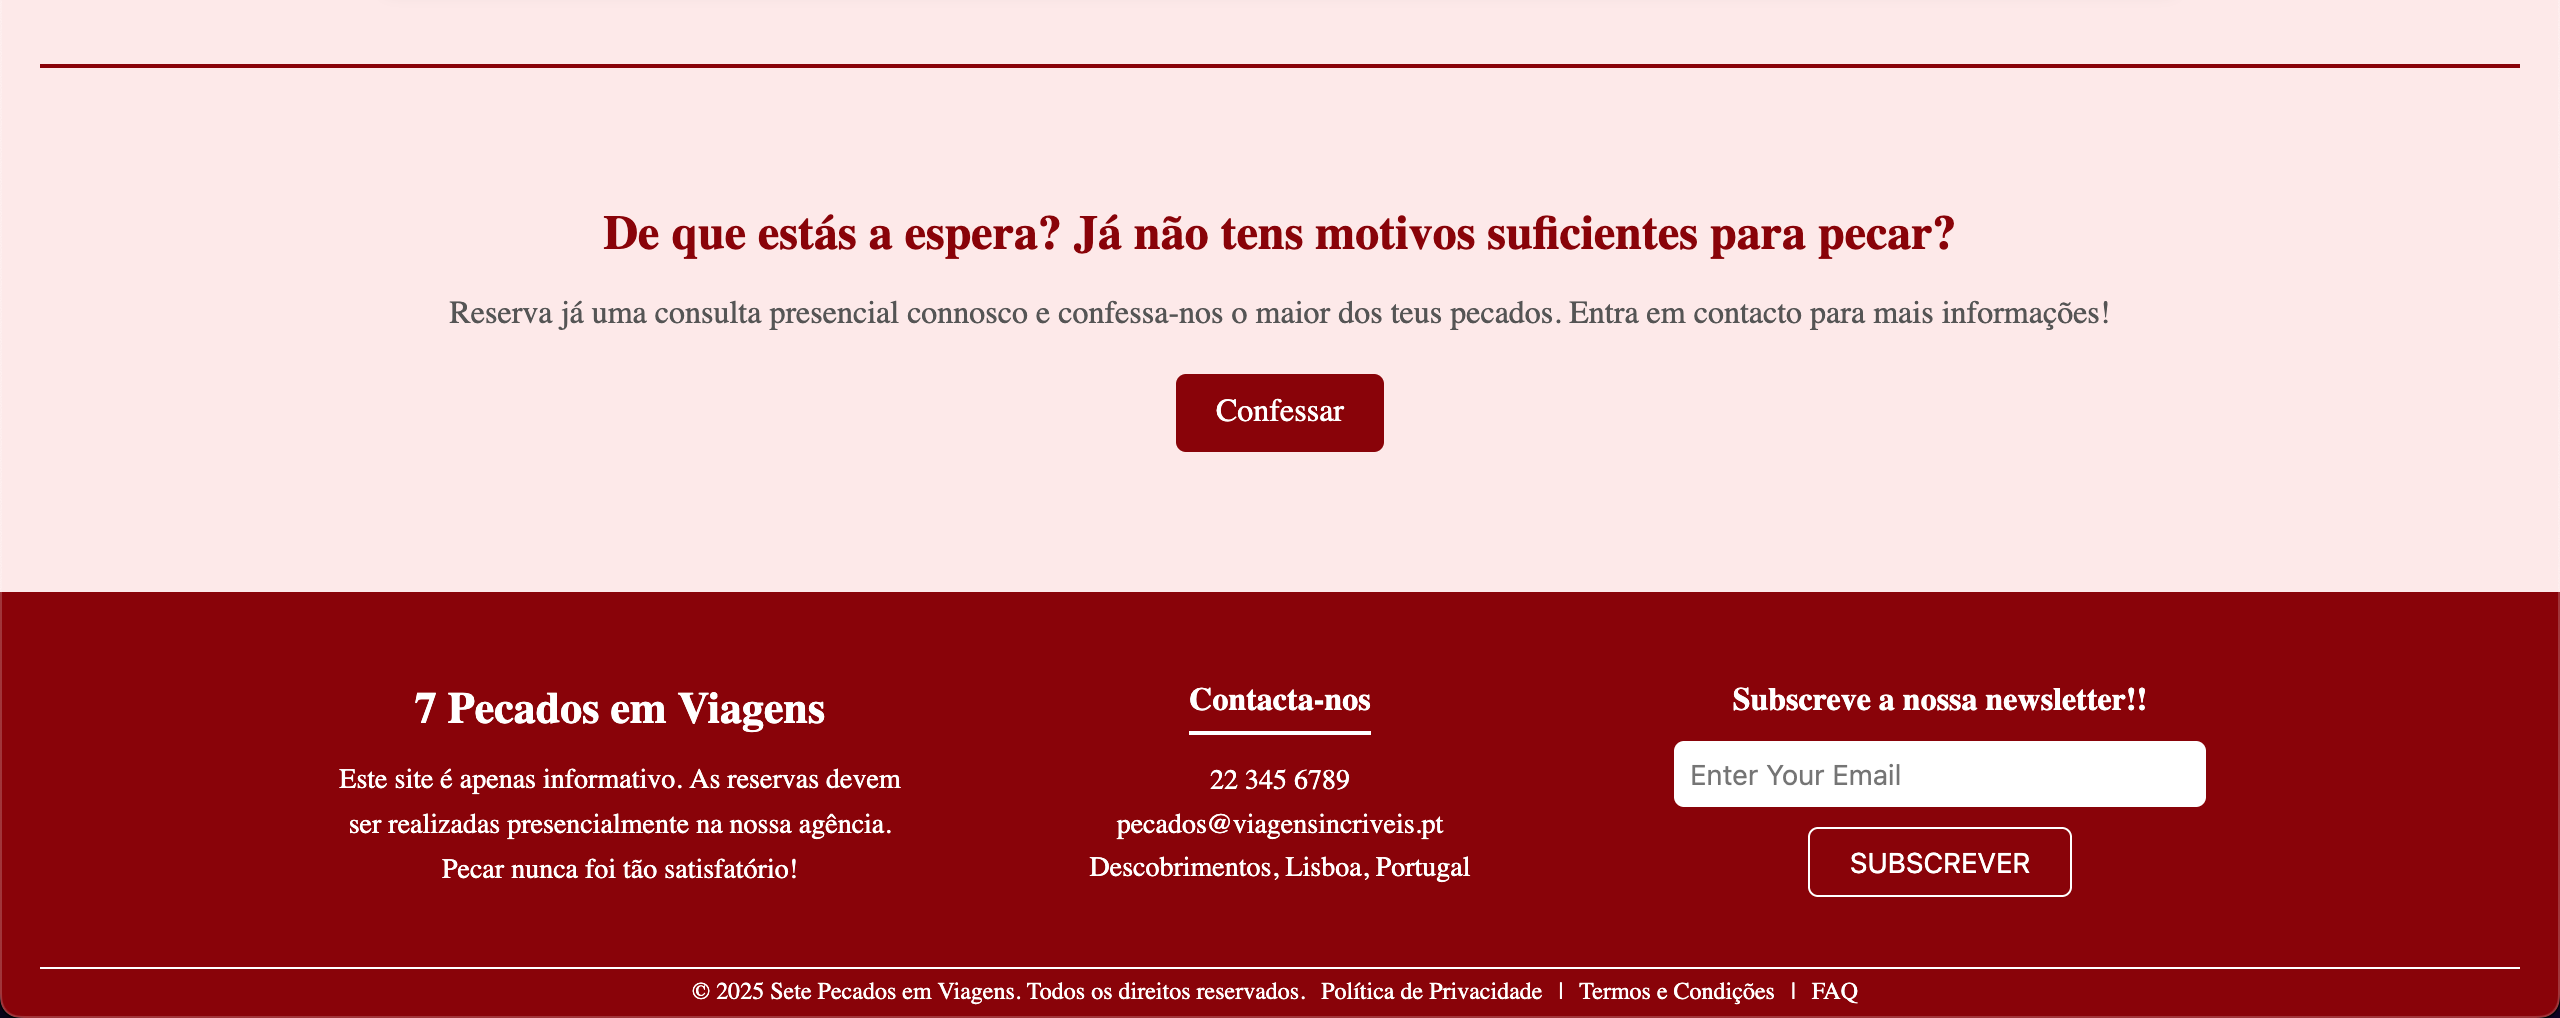 De que estás a espera? Já não tens motivos suficientes para pecar?
Reserva já uma consulta presencial connosco e confessa-nos o maior dos teus pecados. Entra em contacto para mais informações!
Confessar
7 Pecados em Viagens
Este site é apenas informativo. As reservas devem
ser realizadas presencialmente na nossa agência.
Pecar nunca foi tão satisfatório!
Contacta-nos
22 345 6789
pecados@viagensincriveis.pt
Descobrimentos, Lisboa, Portugal
Subscreve a nossa newsletter!!
Enter Your Email
SUBSCREVER
© 2025 Sete Pecados em Viagens. Todos os direitos reservados. Política de Privacidade | Termos e Condições | FAQ